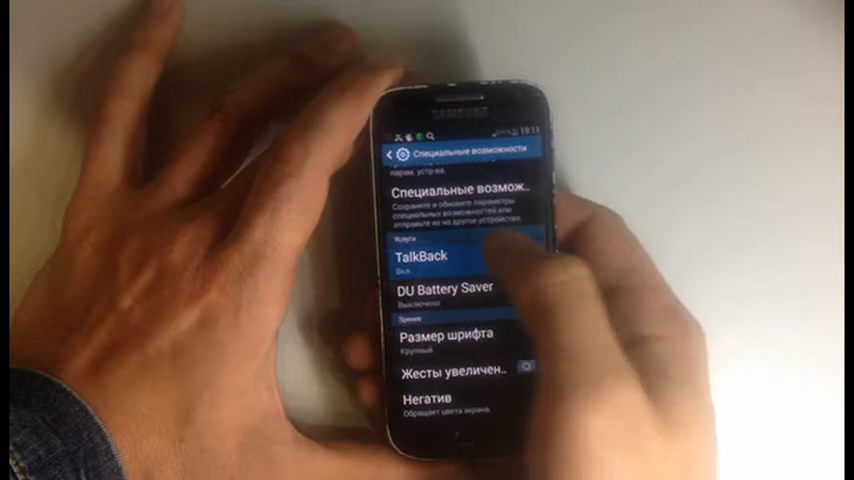 SAMSUNG
19:11
Специальные возможности
парам. устр-ва.
Специальные возмож..
Сохраните и обновите параметры
специальных возможностей или
отправьте их на другое устройство.
Услуги
TalkBack
Вкл.
DU Battery Saver
Выключено
Зрение
Размер шрифта
Крупный
Жесты увеличен..
Негатив
Обращает цвета экрана.